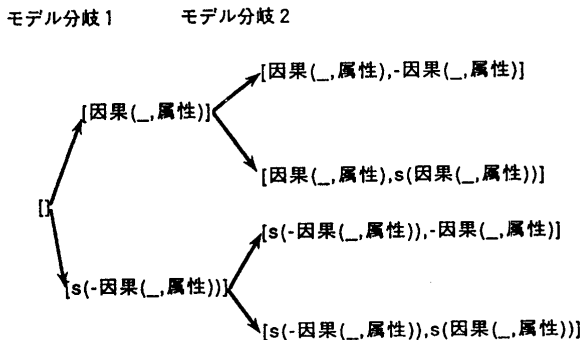 モデル分岐1 モデル分岐2
[因果(_,属性),-因果(_,属性)]
[因果(_,属性)]
[因果(_,属性),s(因果(_,属性))]
[]
[s(-因果(_,属性)),-因果(_,属性)]
[s(-因果(_,属性))]
[s(-因果(_,属性)),s(因果(_,属性))]